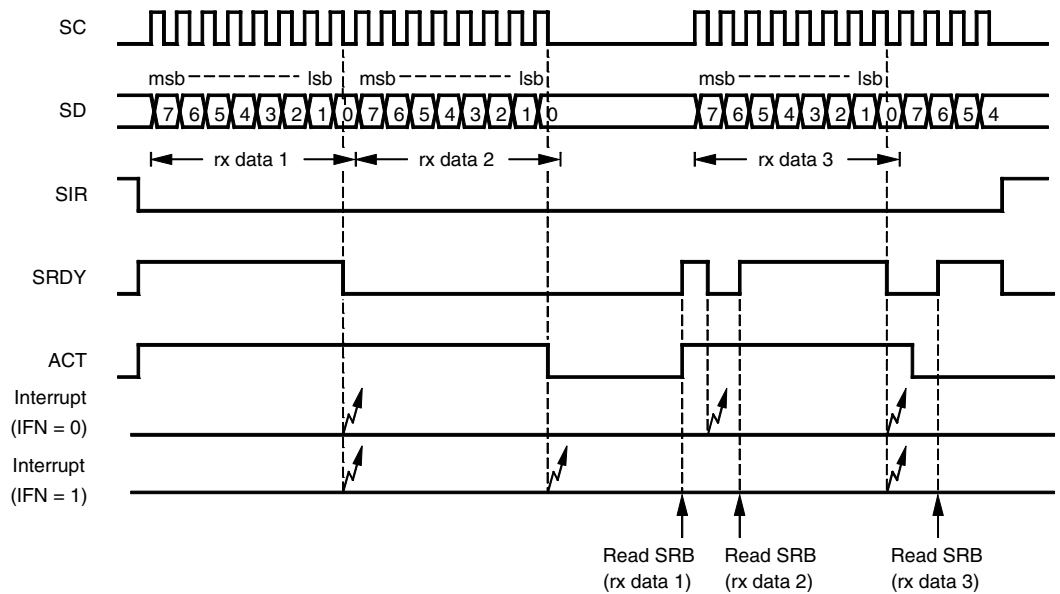 SC
msb lsb msb lsb msb lsb
SD 7 6 5 4 3 2 1 0 7 6 5 4 3 2 1 0 7 6 5 4 3 2 1 0 7 6 5 4
rx data 1 rx data 2 rx data 3
SIR
SRDY
ACT
Interrupt
(IFN = 0)
Interrupt
(IFN = 1)
Read SRB
(rx data 1)
Read SRB
(rx data 2)
Read SRB
(rx data 3)